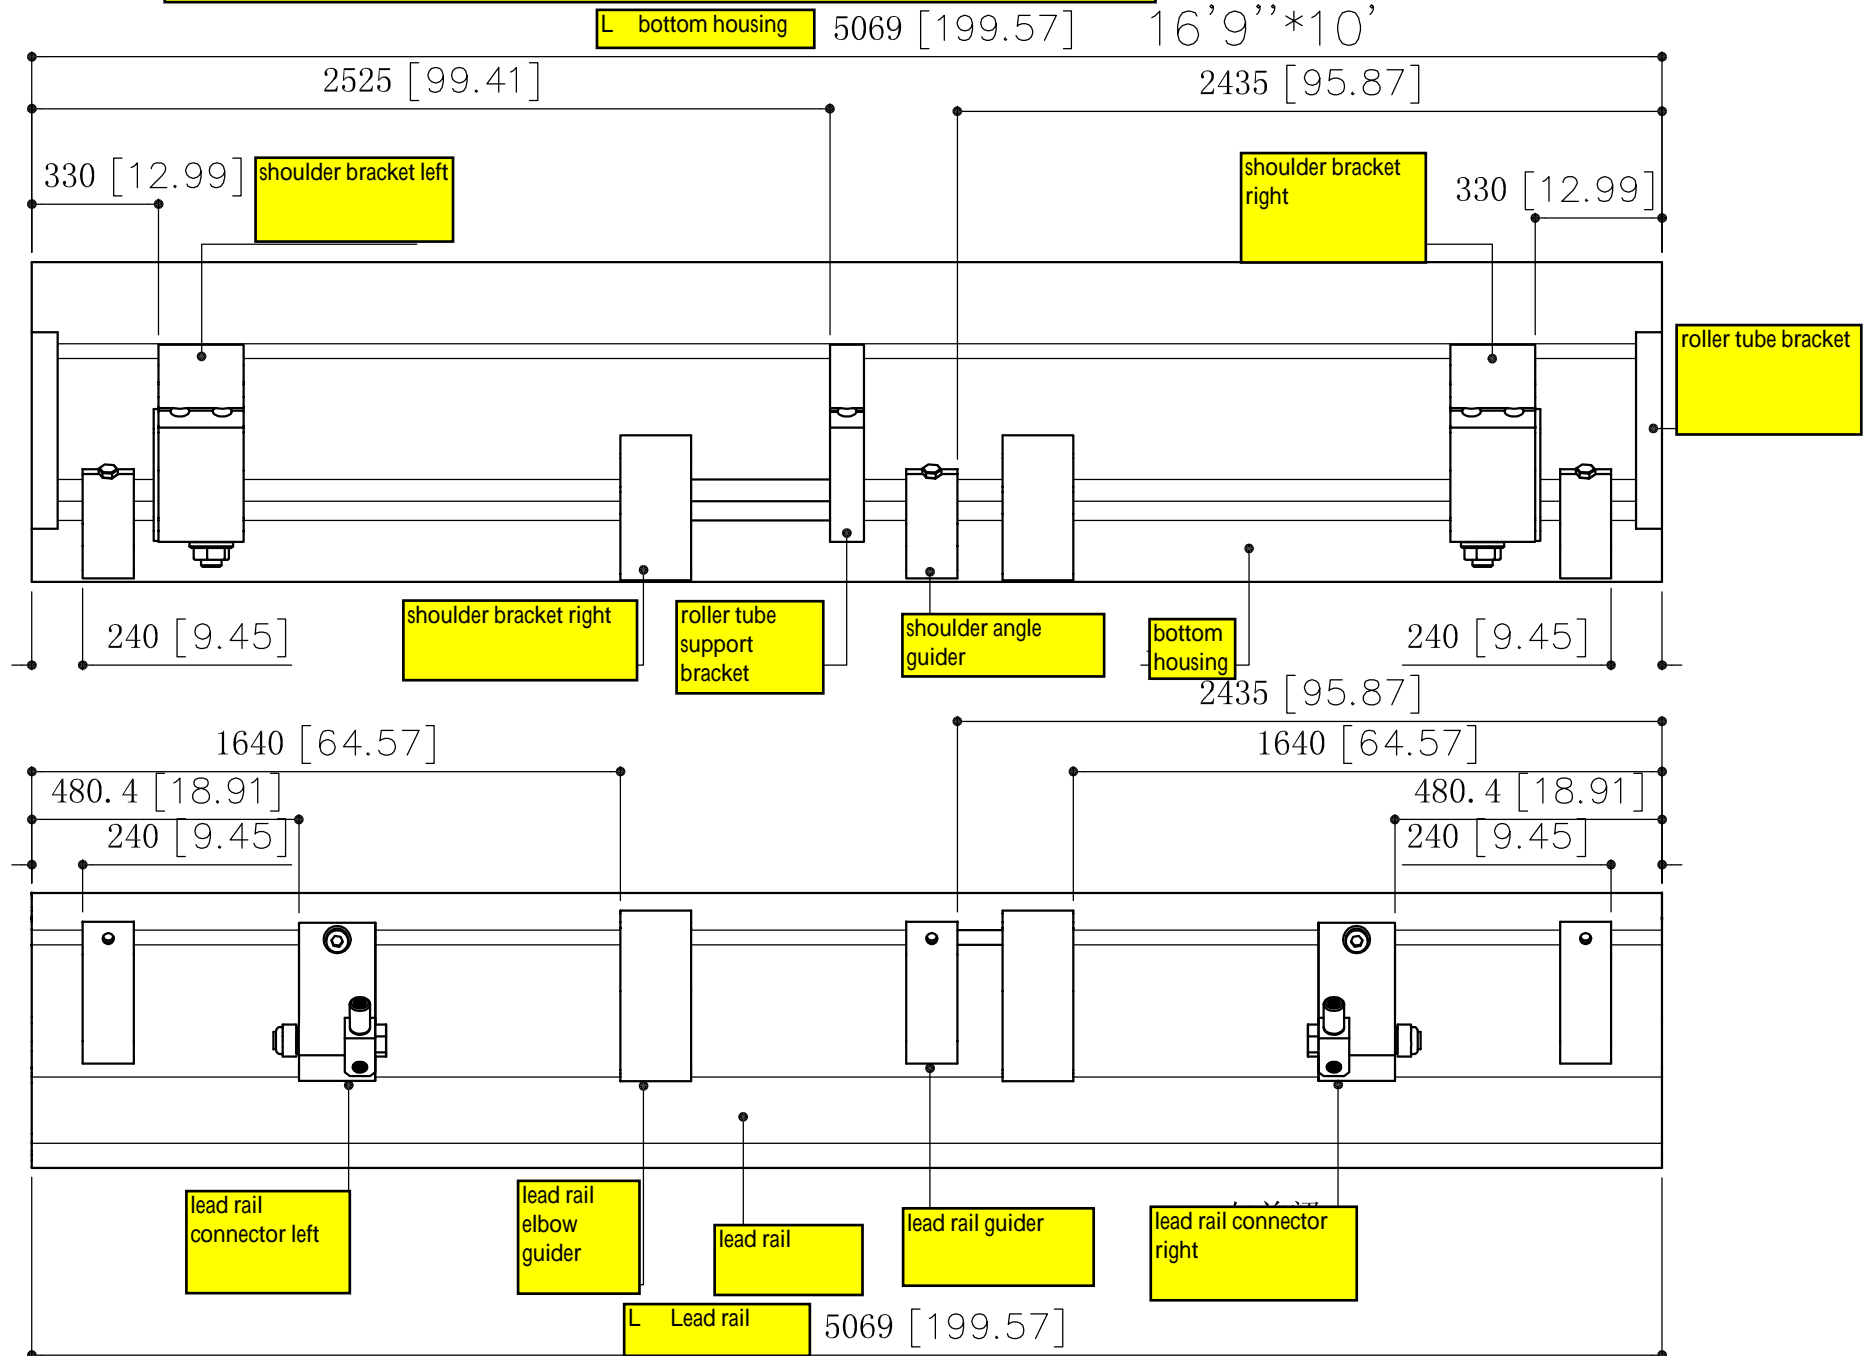 L bottom housing 5069 [199.57] 16'9''*10'
2525 [99.41] 2435 [95.87]
330 [12.99] shoulder bracket left
shoulder bracket
right
330 [12.99]
roller tube bracket
240 [9.45]
shoulder bracket right
roller tube
support
bracket
shoulder angle
guider
bottom
housing
240 [9.45]
2435 [95.87]
1640 [64.57] 1640 [64.57]
480.4 [18.91] 480.4 [18.91]
240 [9.45] 240 [9.45]
lead rail
connector left
lead rail
elbow
guider
lead rail
lead rail guider
lead rail connector
right
L Lead rail 5069 [199.57]